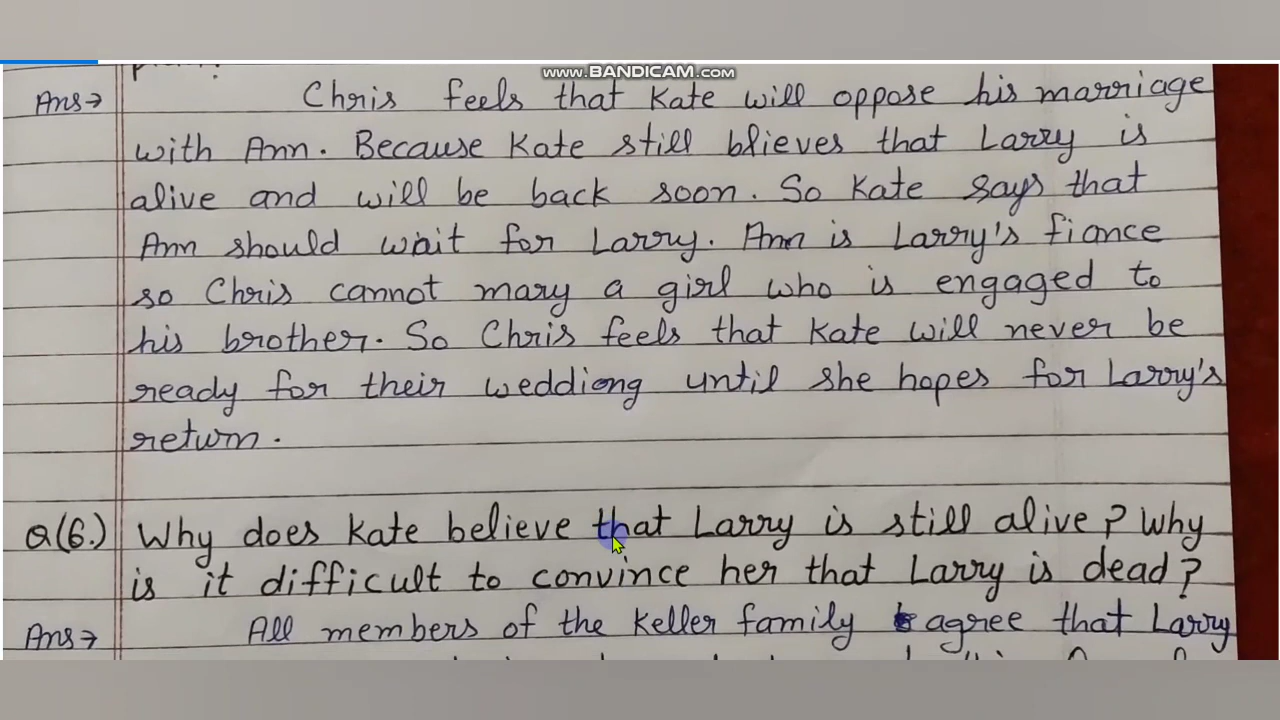 www.BANDICAM.com
Ans→ Chris feels that Kate will oppose his marriage
with Ann. Because Kate still blieves that Larry is
alive and will be back soon. So Kate says that
Ann should wait for Larry. Ann is Larry's fionce
so Chris cannot mary a girl who is engaged to
his brother. So Chris feels that Kate will never be
ready for their weddiong until she hopes for Larry's
return.
Q(6.) Why does Kate believe that Larry is still alive? Why
is it difficult to convince her that Larry is dead?
Ans→ All members of the Keller family agree that Larry